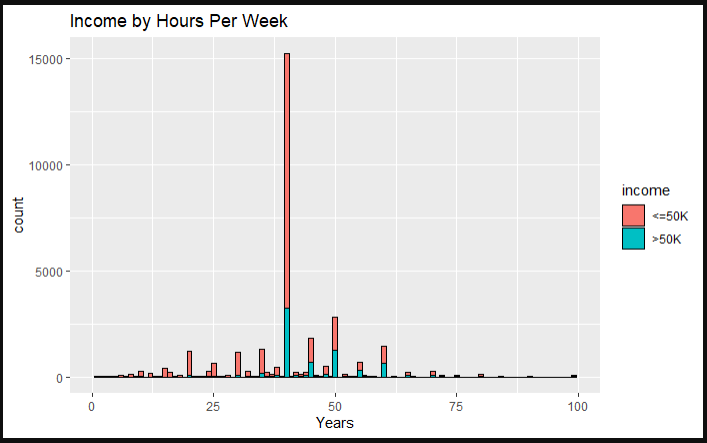 Income by Hours Per Week
15000
10000
5000
0
count
0 25 50 75 100
Years
income
<=50K
>50K